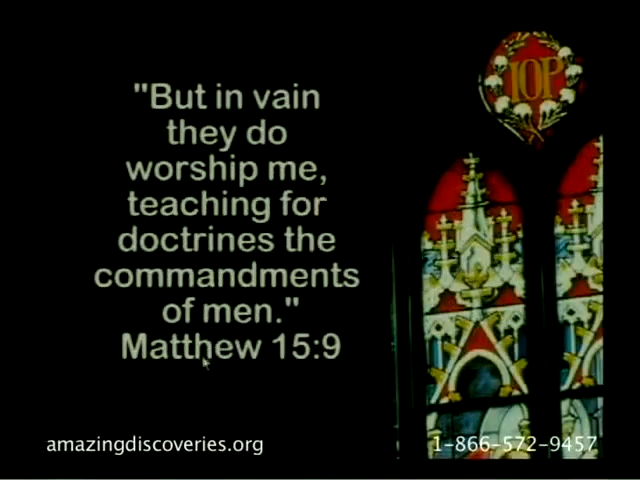 "But in vain
they do
worship me,
teaching for
doctrines the
commandments
of men."
Matthew 15:9
IOP
amazingdiscoveries.org
1-866-572-9457